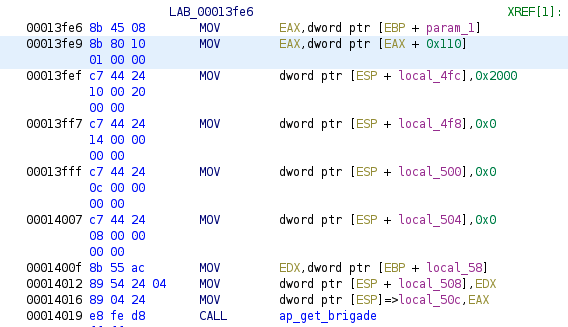 LAB_00013fe6 XREF[1]:
00013fe6 8b 45 08 MOV EAX,dword ptr [EBP + param_1]
00013fe9 8b 80 10 MOV EAX,dword ptr [EAX + 0x110]
01 00 00
00013fef c7 44 24 MOV dword ptr [ESP + local_4fc],0x2000
10 00 20
00 00
00013ff7 c7 44 24 MOV dword ptr [ESP + local_4f8],0x0
14 00 00
00 00
00013fff c7 44 24 MOV dword ptr [ESP + local_500],0x0
0c 00 00
00 00
00014007 c7 44 24 MOV dword ptr [ESP + local_504],0x0
08 00 00
00 00
0001400f 8b 55 ac MOV EDX,dword ptr [EBP + local_58]
00014012 89 54 24 04 MOV dword ptr [ESP + local_508],EDX
00014016 89 04 24 MOV dword ptr [ESP]=>local_50c,EAX
00014019 e8 fe d8 CALL ap_get_brigade